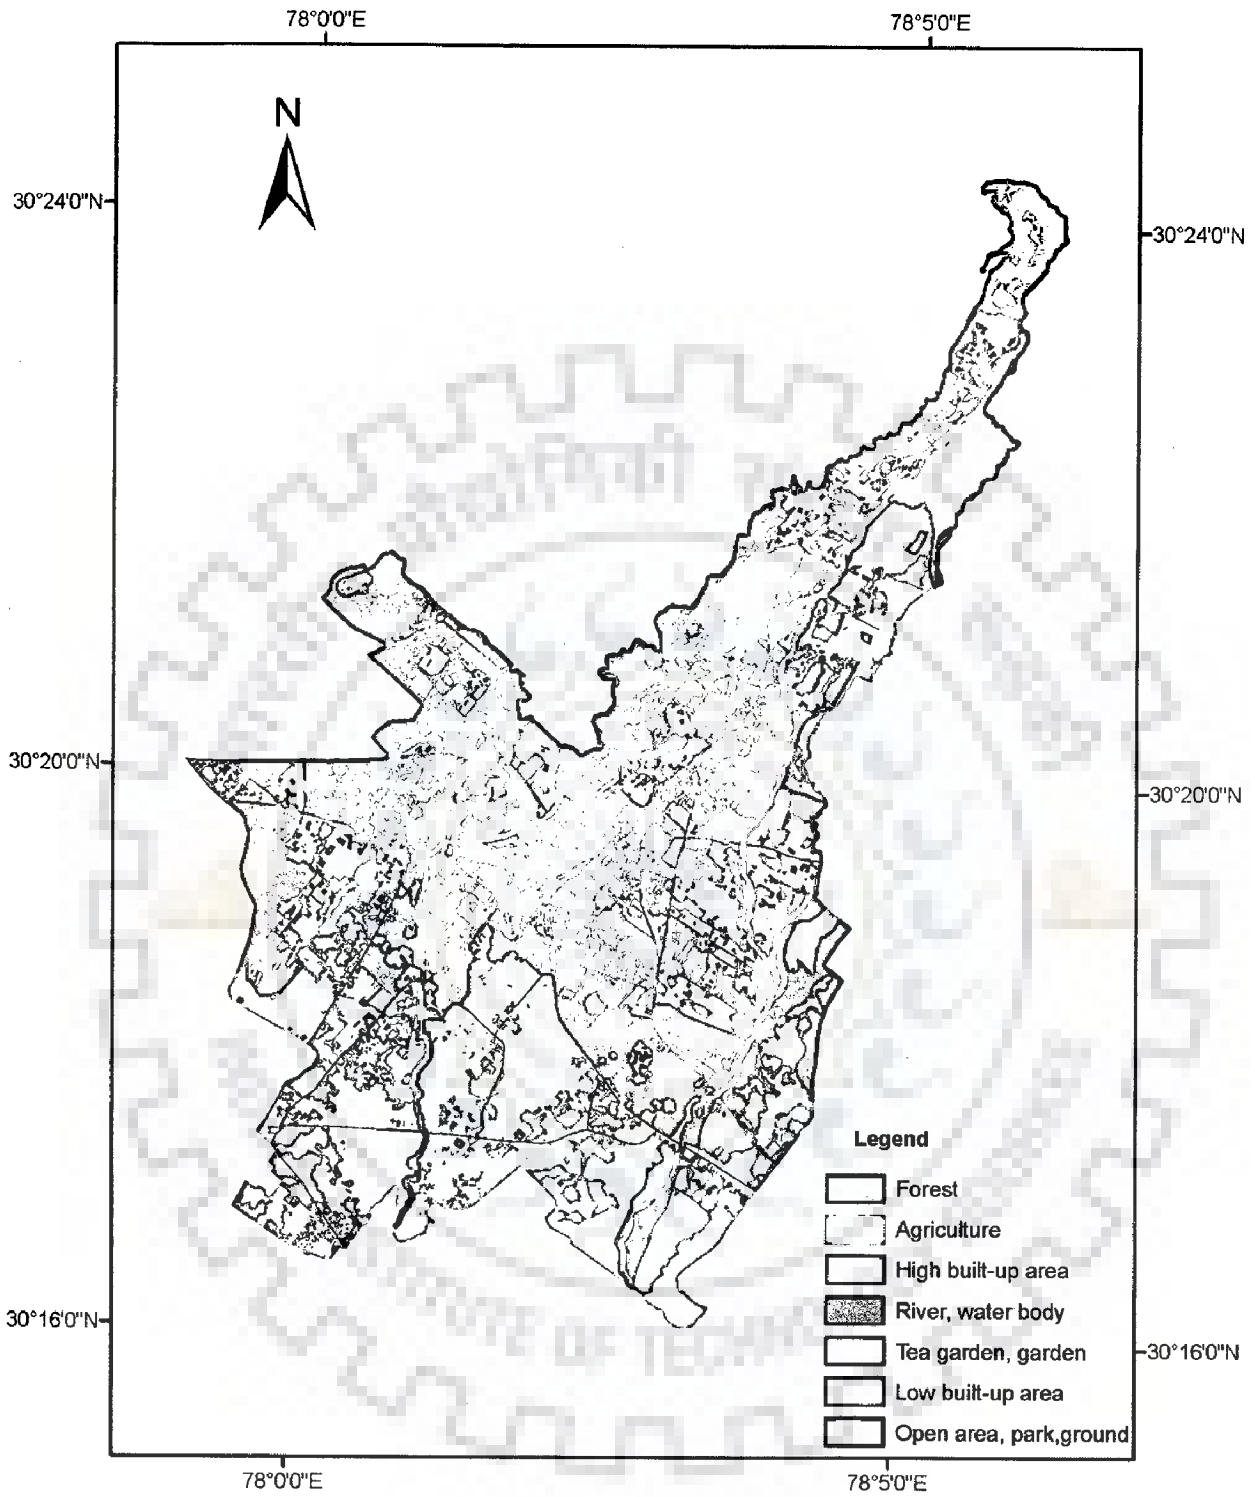 78°0'0"E
78°5'0"E
N
30°24'0"N
30°24'0"N
30°20'0"N
30°20'0"N
Legend
Forest
Agriculture
High built-up area
River, water body
Tea garden, garden
Low built-up area
Open area, park,ground
30°16'0"N
30°16'0"N
78°0'0"E
78°5'0"E
OF